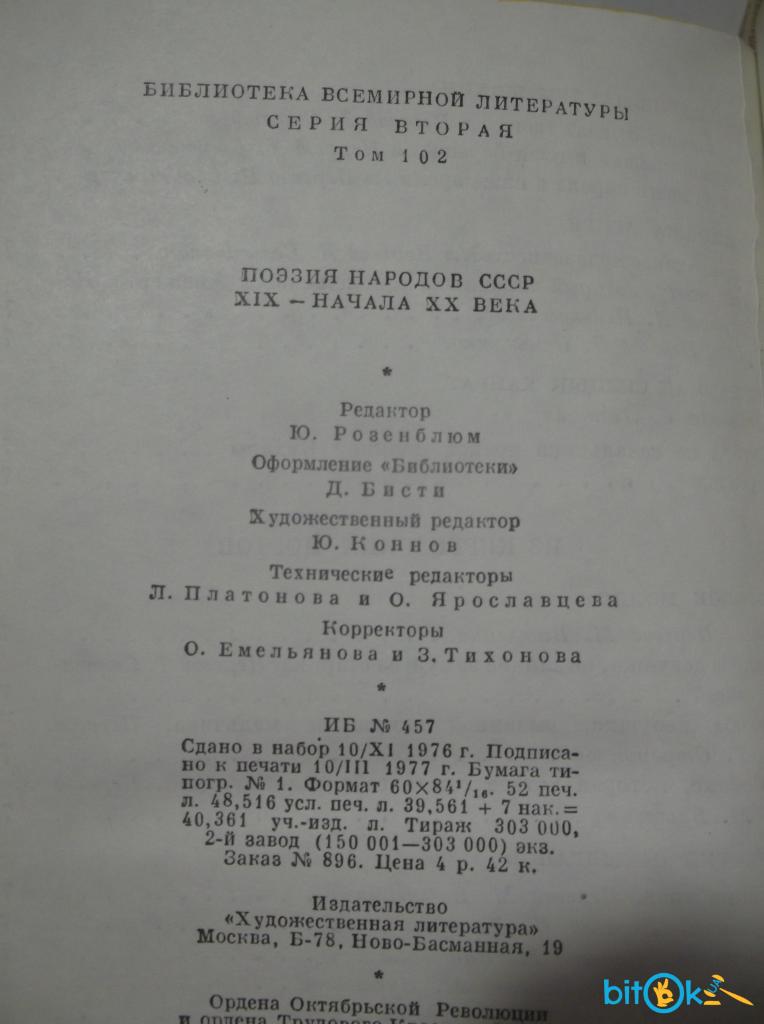 БИБЛИОТЕКА ВСЕМИРНОЙ ЛИТЕРАТУРЫ
СЕРИЯ ВТОРАЯ
Том 102
ПОЭЗИЯ НАРОДОВ СССР
XIX – НАЧАЛА XX ВЕКА
*
Редактор
Ю. Розенблюм
Оформление «Библиотеки»
Д. Бисти
Художественный редактор
Ю. Коннов
Технические редакторы
Л. Платонова и О. Ярославцева
Корректоры
О. Емельянова и З. Тихонова
*
ИБ № 457
Сдано в набор 10/XI 1976 г. Подписа-
но к печати 10/III 1977 г. Бумага ти-
погр. № 1. Формат 60×84¹/₁₆. 52 печ.
л. 48,516 усл. печ. л. 39,561 + 7 нак.=
40,361 уч.-изд. л. Тираж 303 000,
2-й завод (150 001—303 000) экз.
Заказ № 896. Цена 4 р. 42 к.
Издательство
«Художественная литература»
Москва, Б-78, Ново-Басманная, 19
*
Ордена Октябрьской Революции
и ордена Трудового
bitOk.UA